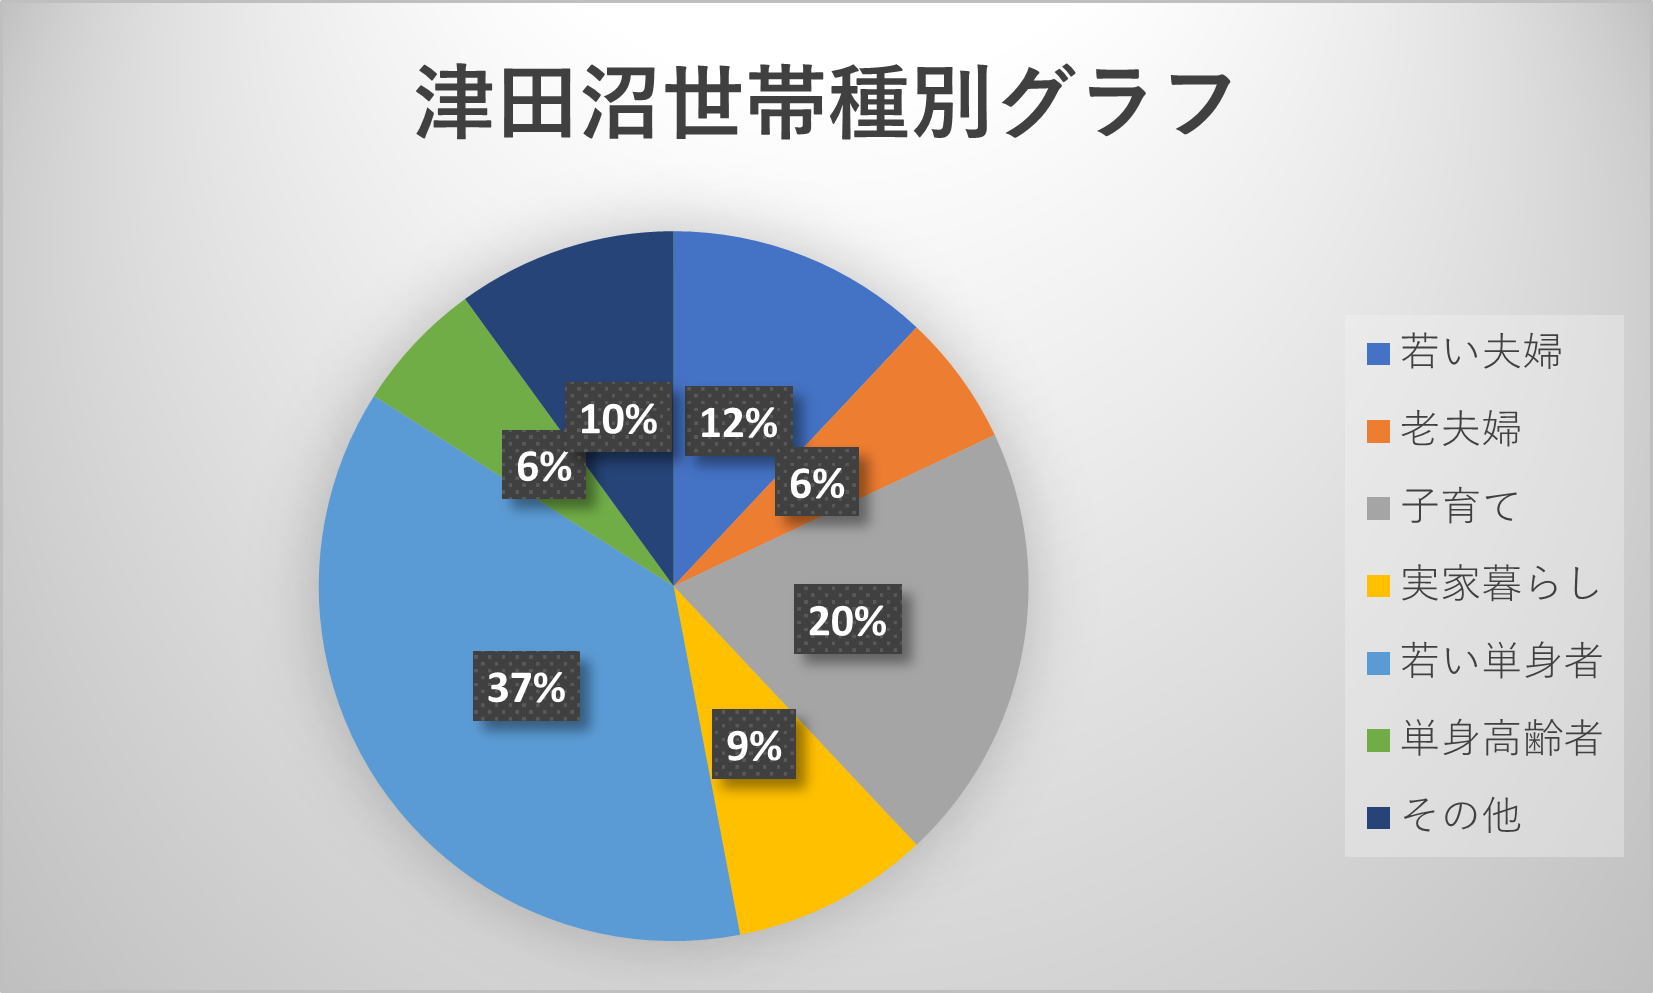 津田沼世帯種別グラフ
10%
12%
6%
6%
20%
37%
9%
若い夫婦
老夫婦
子育て
実家暮らし
若い単身者
単身高齢者
その他